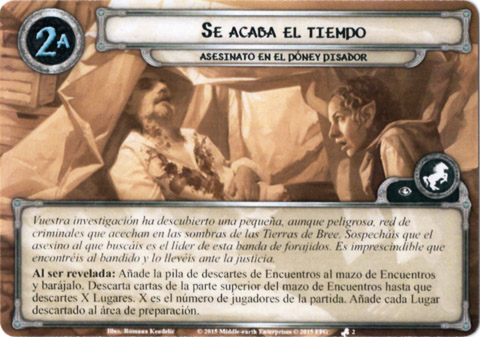 2A
Se acaba el tiempo
Asesinato en el Póney Pisador
Vuestra investigación ha descubierto una pequeña, aunque peligrosa, red de
criminales que acechan en las sombras de las Tierras de Bree. Sospecháis que el
asesino al que buscáis es el líder de esta banda de forajidos. Es imprescindible que
encontréis al bandido y lo llevéis ante la justicia.
Al ser revelada: Añade la pila de descartes de Encuentros al mazo de Encuentros
y barájalo. Descarta cartas de la parte superior del mazo de Encuentros hasta que
descartes X Lugares. X es el número de jugadores de la partida. Añade cada Lugar
descartado al área de preparación.
Illus. Romana Kendelic © 2015 Middle-earth Enterprises © 2015 FFG 2